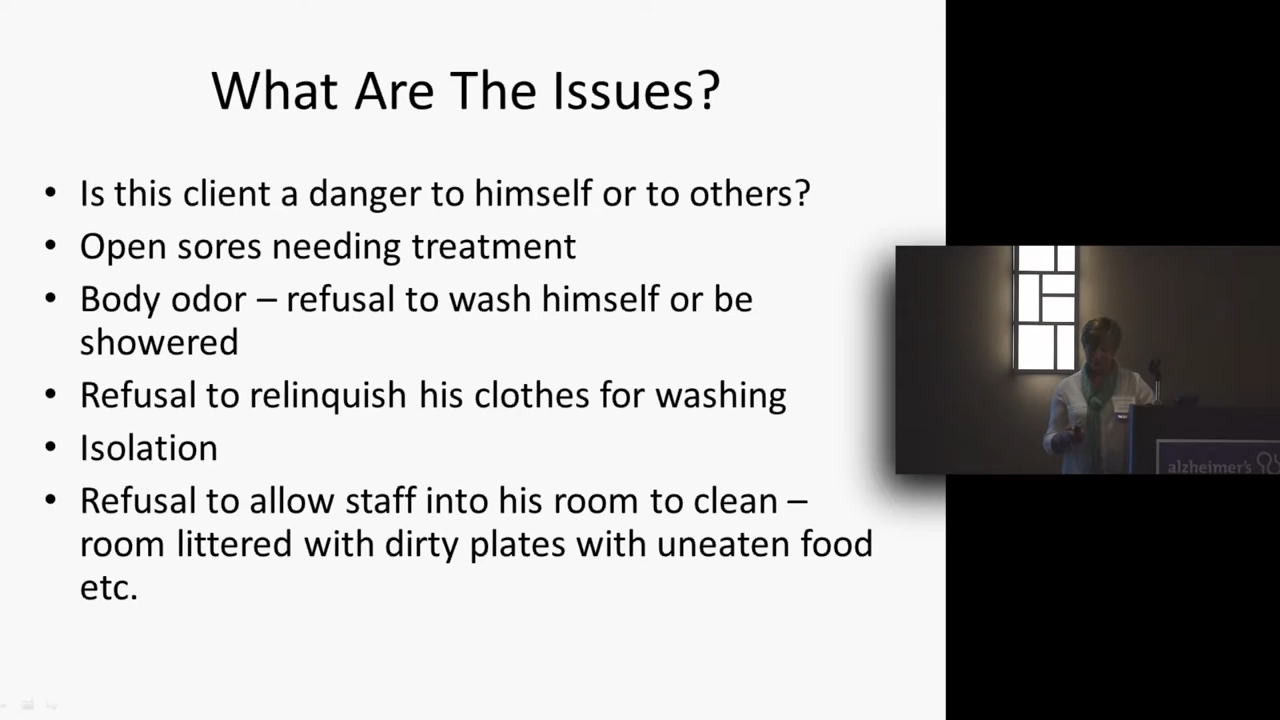 What Are The Issues?
• Is this client a danger to himself or to others?
• Open sores needing treatment
• Body odor – refusal to wash himself or be
showered
• Refusal to relinquish his clothes for washing
• Isolation
• Refusal to allow staff into his room to clean –
room littered with dirty plates with uneaten food
etc.
alzheimer's